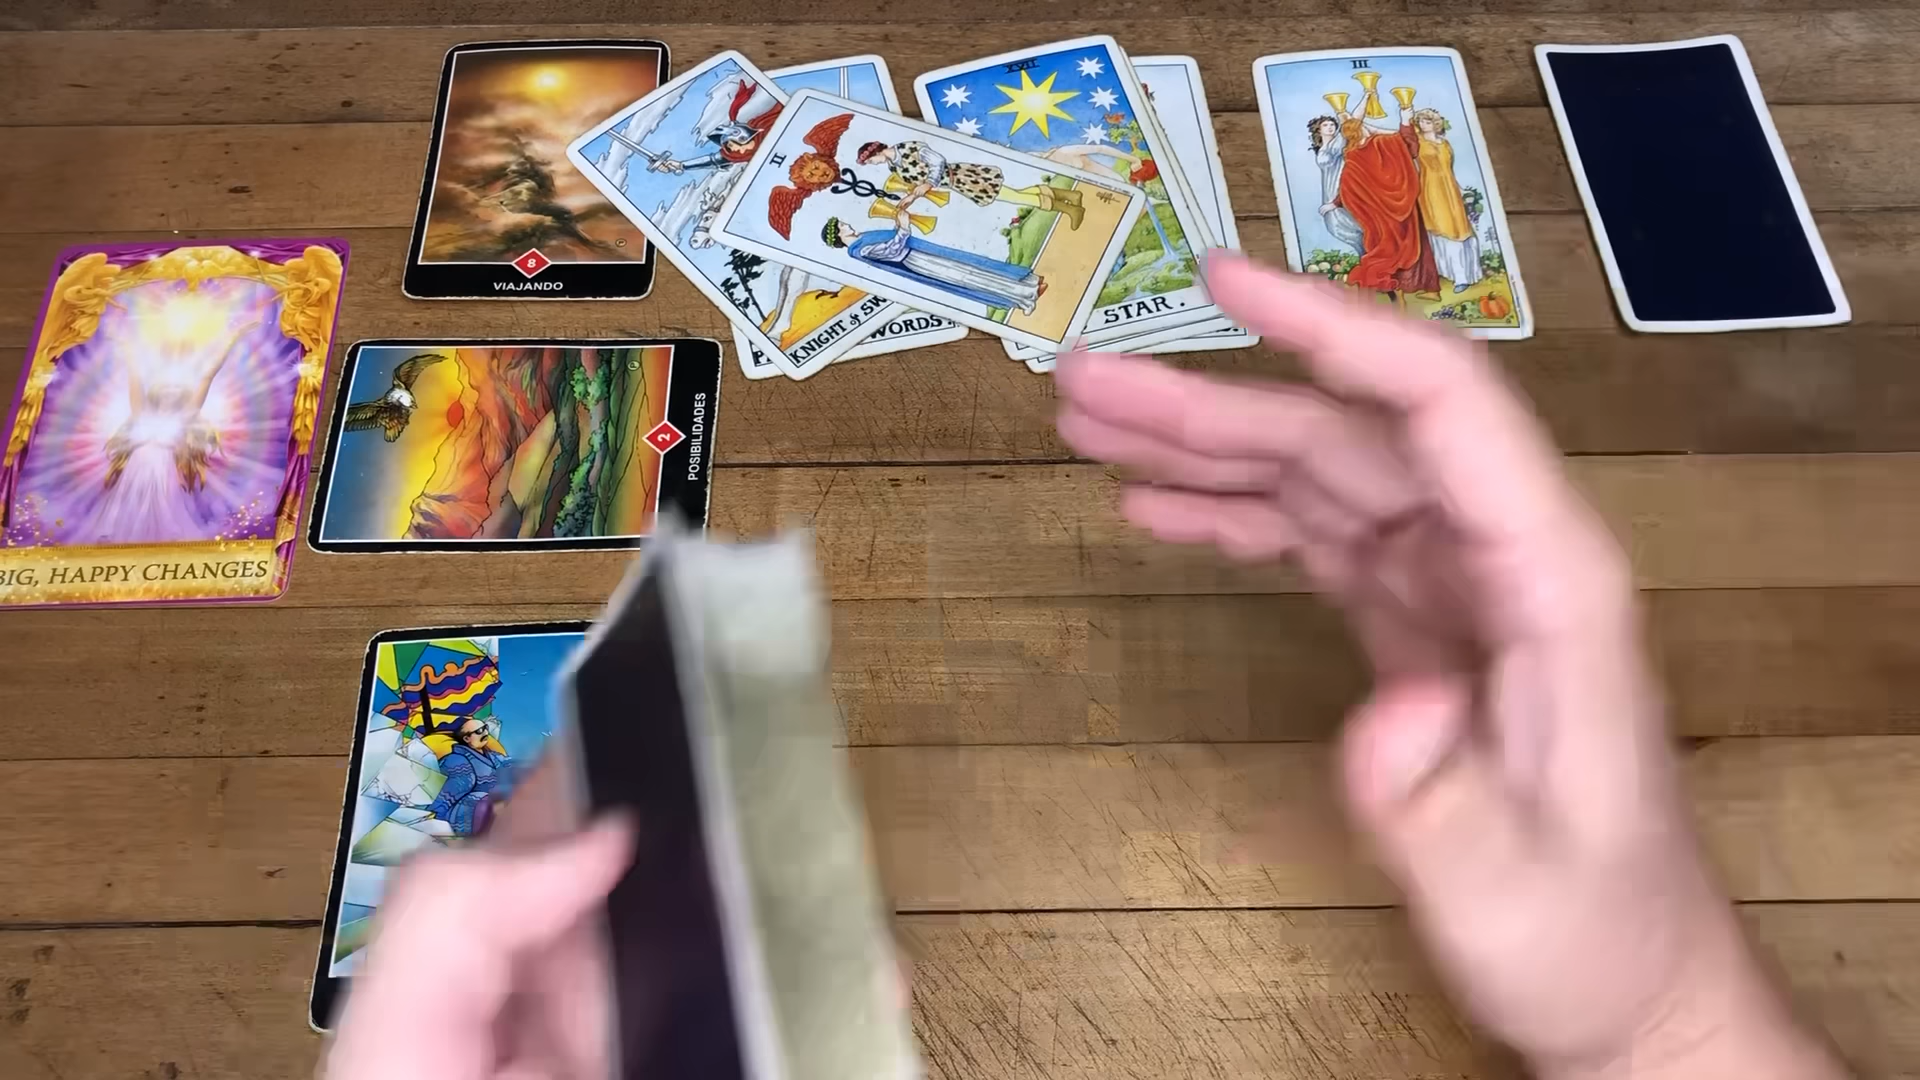 8
VIAJANDO
KNIGHT of SW
WORDS
II
XVII
STAR.
III
2
POSIBILIDADES
BIG, HAPPY CHANGES